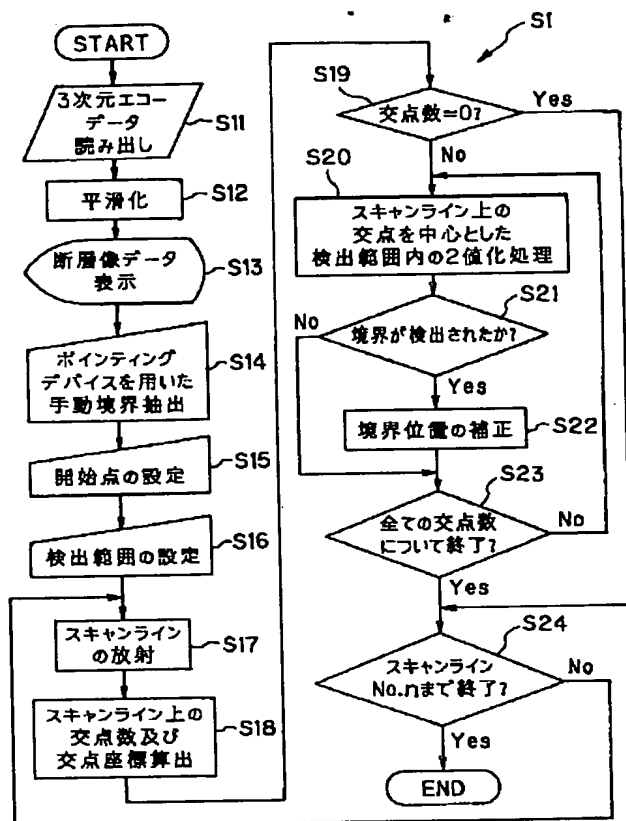 START
3次元エコー
データ
読み出し
S11
平滑化
S12
断層像データ
表示
S13
ポインティング
デバイスを用いた
手動境界抽出
S14
開始点の設定
S15
検出範囲の設定
S16
スキャンライン
の放射
S17
スキャンライン上の
交点数及び
交点座標算出
S18
S1
S19
交点数=0?
Yes
No
S20
スキャンライン上の
交点を中心とした
検出範囲内の2値化処理
S21
No
境界が検出されたか?
Yes
境界位置の補正
S22
S23
全ての交点数
について終了?
No
Yes
S24
スキャンライン
No.nまで終了?
No
Yes
END